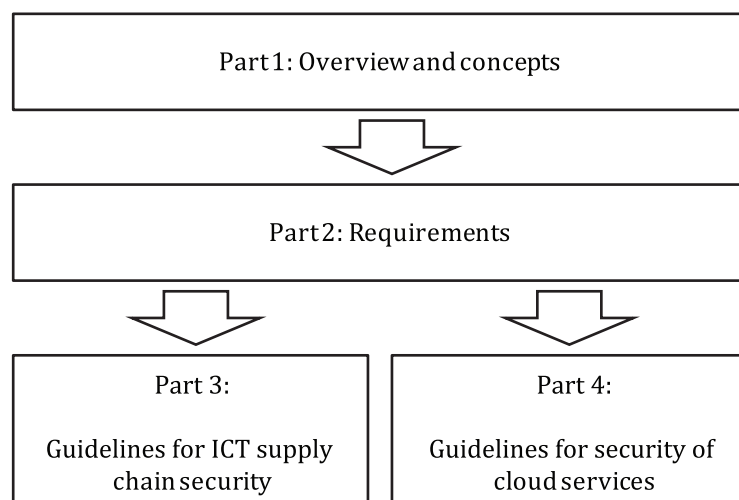 Part 1: Overview and concepts
Part 2: Requirements
Part 3:
Guidelines for ICT supply
chain security
Part 4:
Guidelines for security of
cloud services